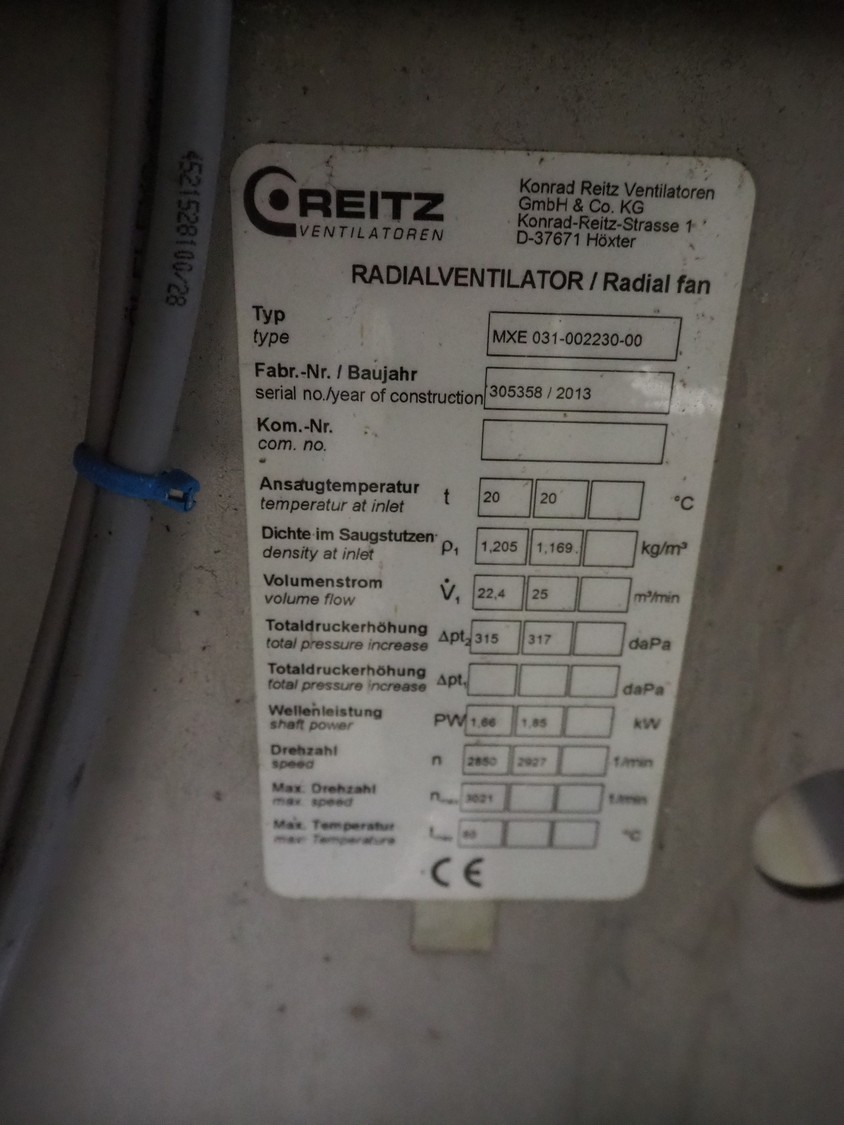 4521528100/28
REITZ
VENTILATOREN
Konrad Reitz Ventilatoren
GmbH & Co. KG
Konrad-Reitz-Strasse 1
D-37671 Höxter
RADIALVENTILATOR / Radial fan
Typ
type
MXE 031-002230-00
Fabr.-Nr. / Baujahr
serial no./year of construction
305358 / 2013
Kom.-Nr.
com. no.
Ansaugtemperatur t 20 20 °C
temperatur at inlet
Dichte im Saugstutzen ρ₁ 1,205 1,169 kg/m³
density at inlet
Volumenstrom V̇₁ 22,4 25 m³/min
volume flow
Totaldruckerhöhung Δpt₂ 315 317 daPa
total pressure increase
Totaldruckerhöhung Δpt₁ daPa
total pressure increase
Wellenleistung PW 1,66 1,85 kW
shaft power
Drehzahl n 2850 2927 1/min
speed
Max. Drehzahl 3021 1/min
max. speed
Max. Temperatur °C
max. Temperature
CE